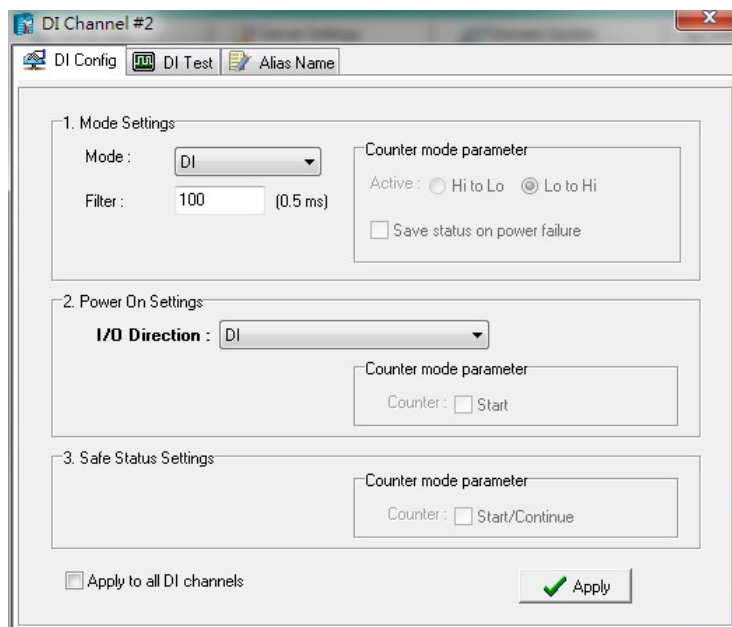 DI Channel #2
DI Config DI Test Alias Name
1. Mode Settings
Mode : DI
Filter : 100 (0.5 ms)
Counter mode parameter
Active : Hi to Lo Lo to Hi
Save status on power failure
2. Power On Settings
I/O Direction : DI
Counter mode parameter
Counter : Start
3. Safe Status Settings
Counter mode parameter
Counter : Start/Continue
Apply to all DI channels
Apply